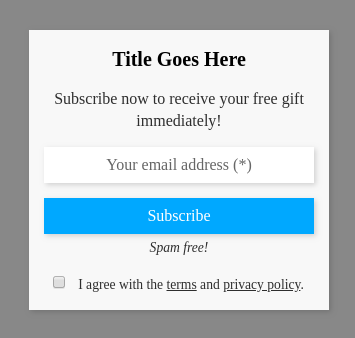 Title Goes Here
Subscribe now to receive your free gift
immediately!
Your email address (*)
Subscribe
Spam free!
I agree with the terms and privacy policy.